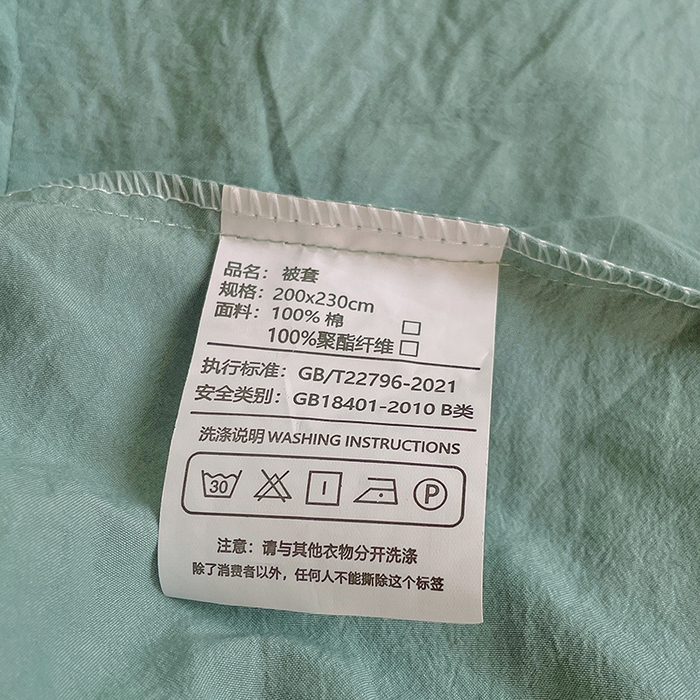 品名：被套
规格：200x230cm
面料：100% 棉 □
100%聚酯纤维 □
执行标准：GB/T22796-2021
安全类别：GB18401-2010 B类
洗涤说明 WASHING INSTRUCTIONS
30 P
注意：请与其他衣物分开洗涤
除了消费者以外，任何人不能撕除这个标签